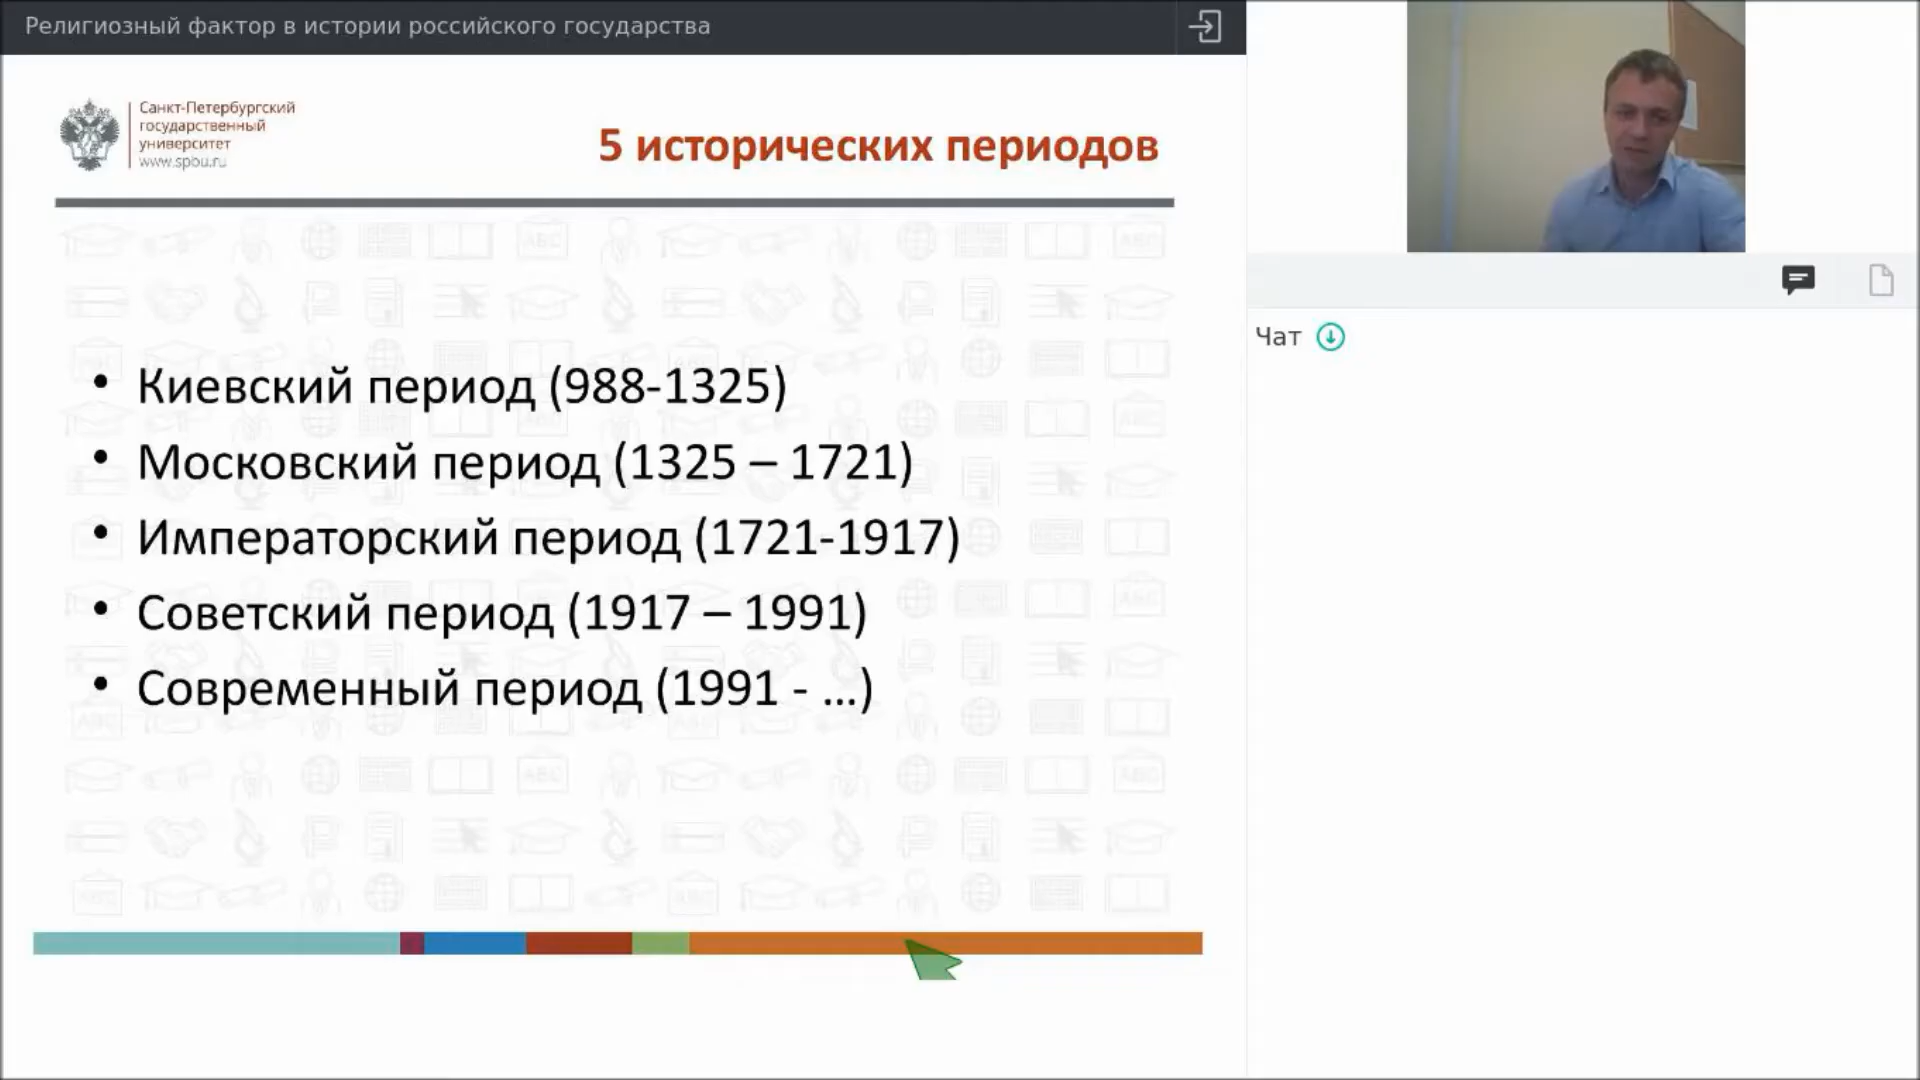 Религиозный фактор в истории российского государства
Санкт-Петербургский
государственный
университет
www.spbu.ru
5 исторических периодов
• Киевский период (988-1325)
• Московский период (1325 – 1721)
• Императорский период (1721-1917)
• Советский период (1917 – 1991)
• Современный период (1991 - ...)
Чат